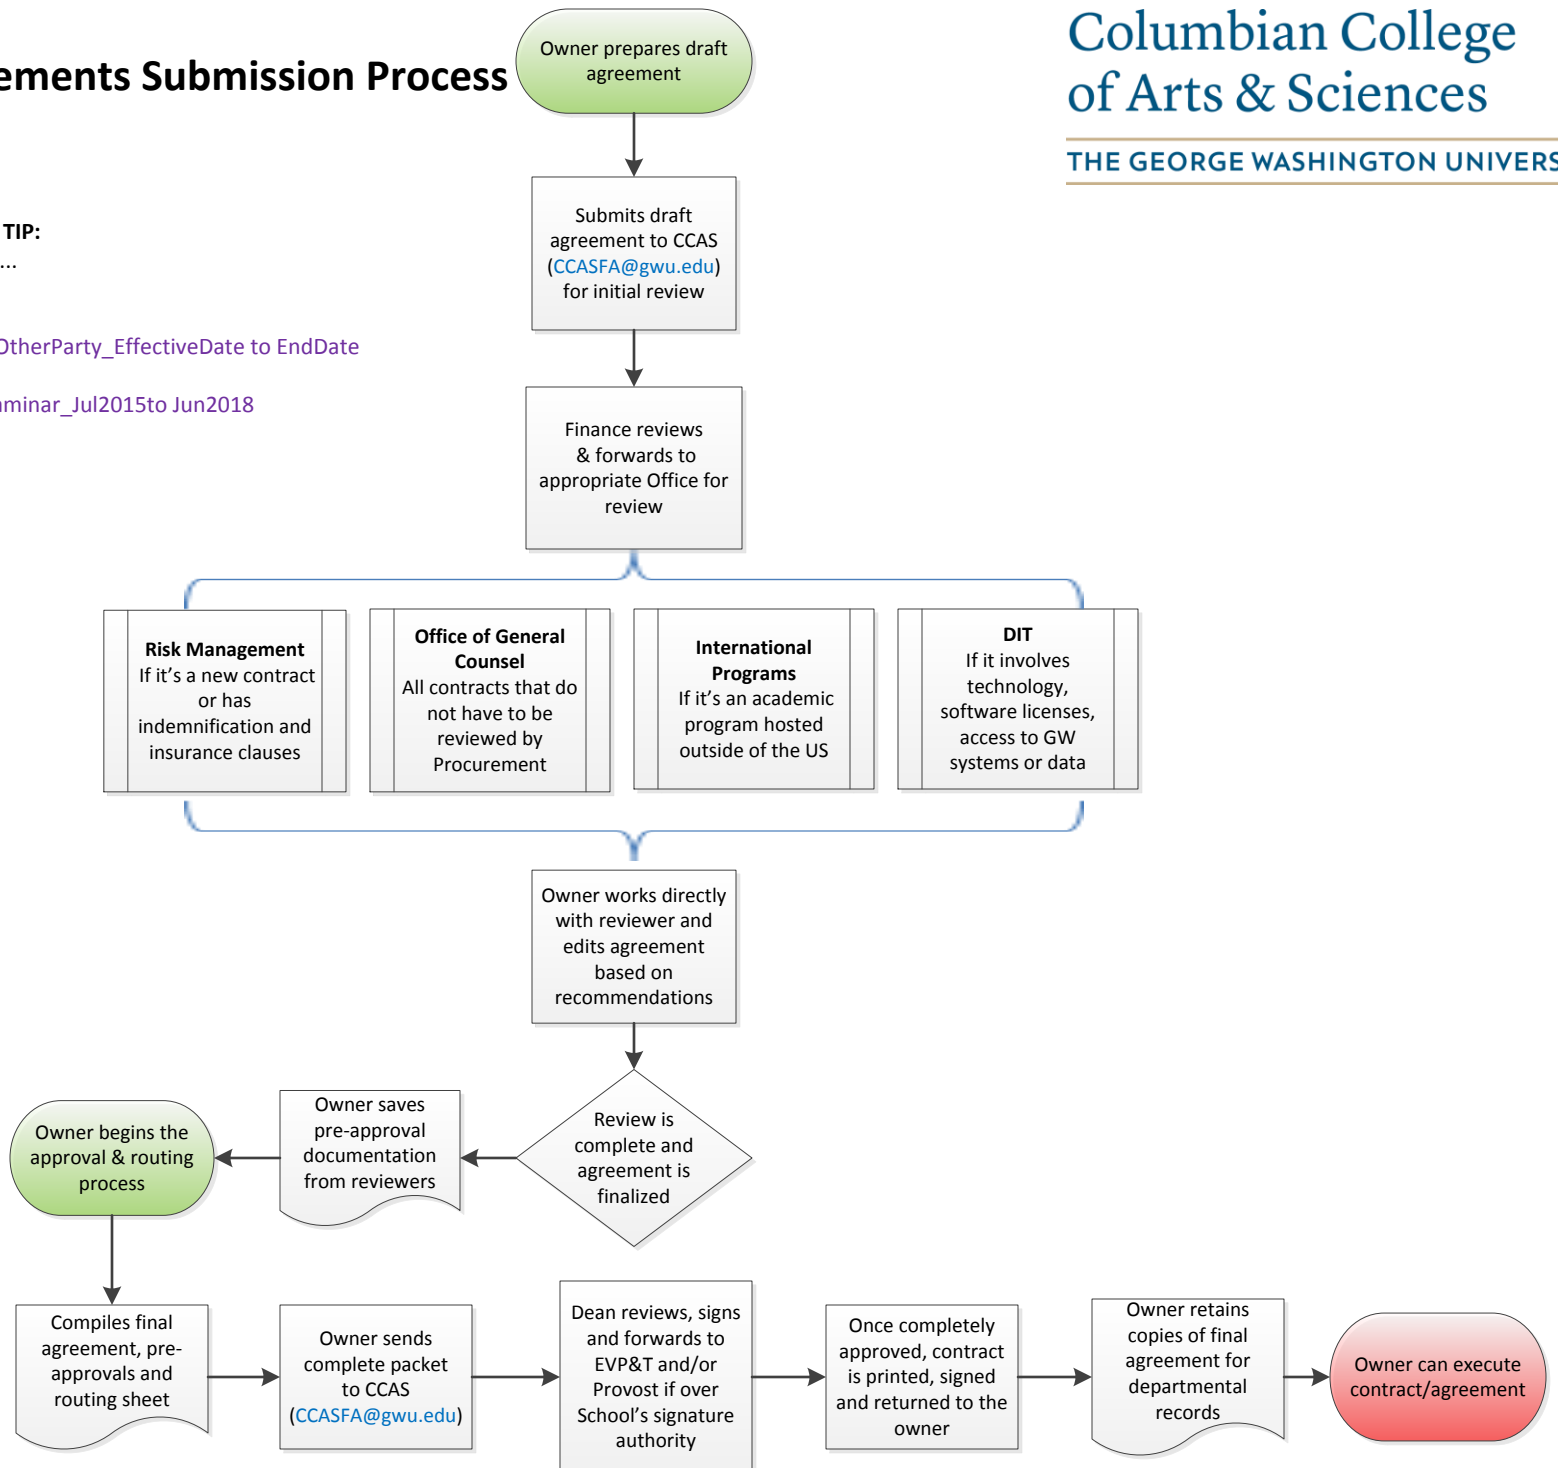 ements Submission Process
Owner prepares draft
agreement
Columbian College
of Arts & Sciences
THE GEORGE WASHINGTON UNIVERS
TIP:
...
OtherParty_EffectiveDate to EndDate
minar_Jul2015to Jun2018
Submits draft
agreement to CCAS
(CCASFA@gwu.edu)
for initial review
Finance reviews
& forwards to
appropriate Office for
review
Risk Management
If it's a new contract
or has
indemnification and
insurance clauses
Office of General
Counsel
All contracts that do
not have to be
reviewed by
Procurement
International
Programs
If it's an academic
program hosted
outside of the US
DIT
If it involves
technology,
software licenses,
access to GW
systems or data
Owner works directly
with reviewer and
edits agreement
based on
recommendations
Review is
complete and
agreement is
finalized
Owner saves
pre-approval
documentation
from reviewers
Owner begins the
approval & routing
process
Compiles final
agreement, pre-
approvals and
routing sheet
Owner sends
complete packet
to CCAS
(CCASFA@gwu.edu)
Dean reviews, signs
and forwards to
EVP&T and/or
Provost if over
School's signature
authority
Once completely
approved, contract
is printed, signed
and returned to the
owner
Owner retains
copies of final
agreement for
departmental
records
Owner can execute
contract/agreement